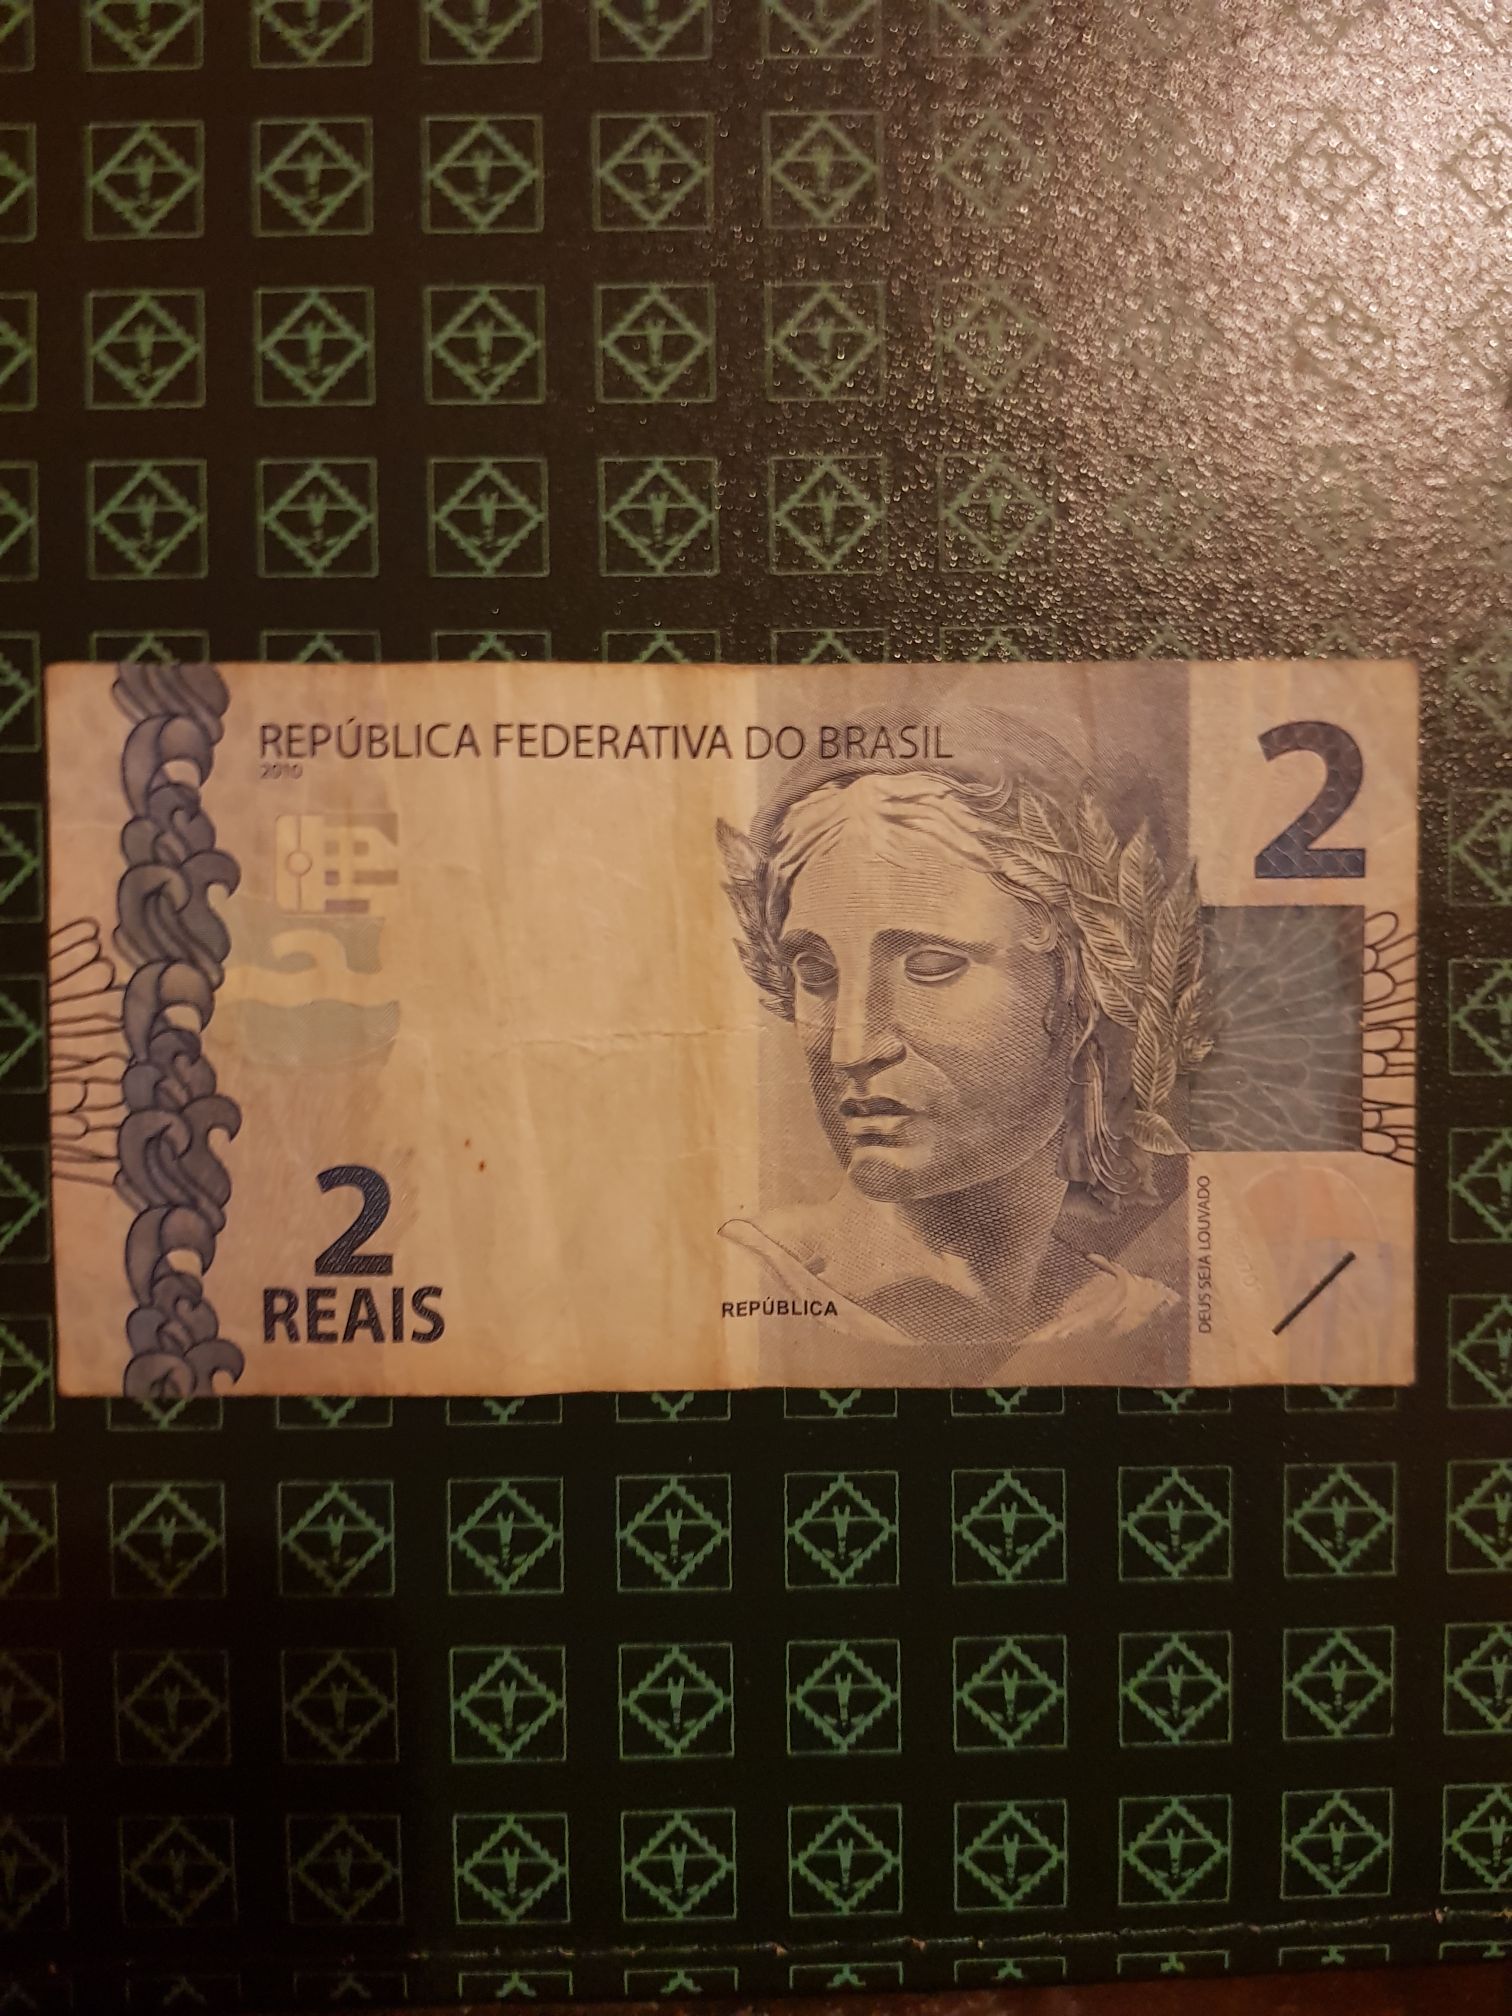 REPÚBLICA FEDERATIVA DO BRASIL
2010
2
2
REAIS
REPÚBLICA
DEUS SEJA LOUVADO